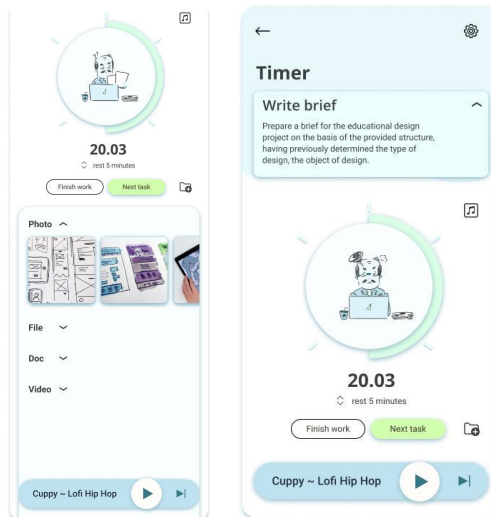 20.03
rest 5 minutes
Finish work
Next task
Photo
File
Doc
Video
Cuppy ~ Lofi Hip Hop
Timer
Write brief
Prepare a brief for the educational design
project on the basis of the provided structure,
having previously determined the type of
design, the object of design.
20.03
rest 5 minutes
Finish work
Next task
Cuppy ~ Lofi Hip Hop